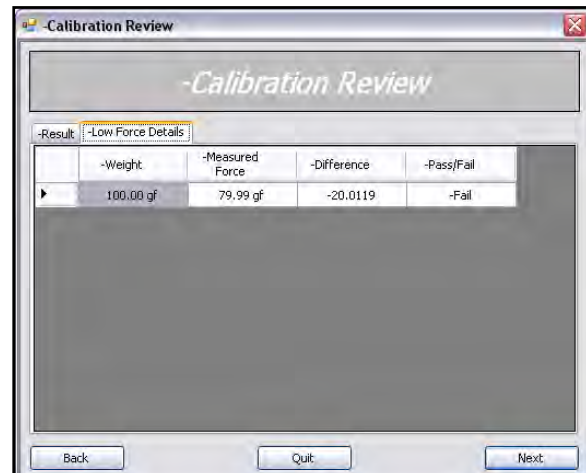 -Calibration Review
-Calibration Review
-Result -Low Force Details
-Weight -Measured Force -Difference -Pass/Fail
100.00 gf 79.99 gf -20.0119 -Fail
Back Quit Next